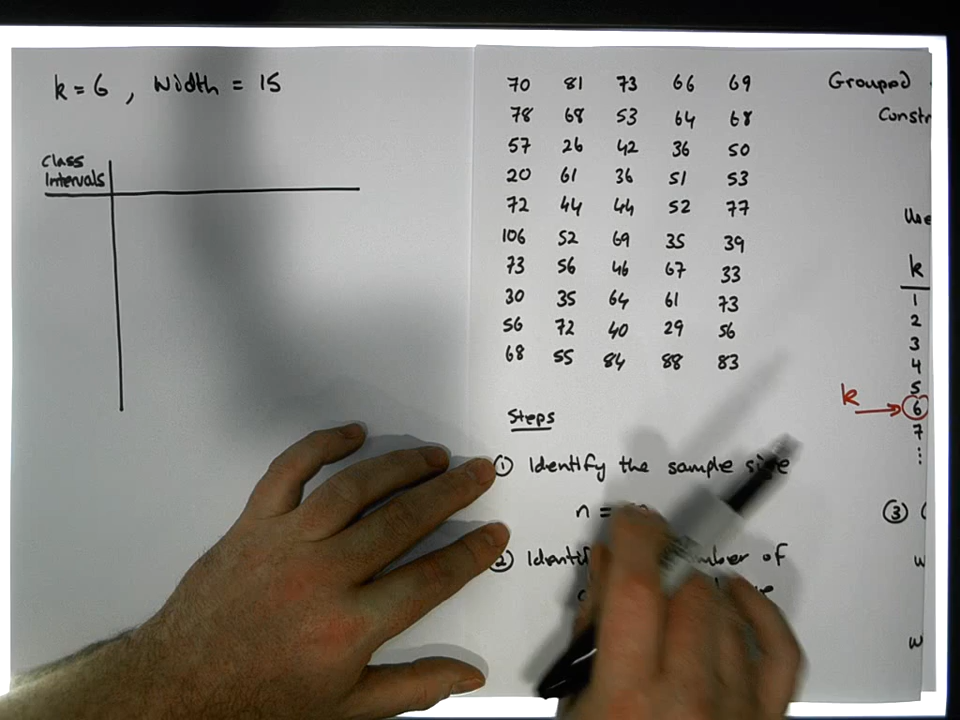 k = 6 , Width = 15
Class
Intervals
70 81 73 66 69
78 68 53 64 68
57 26 42 36 50
20 61 36 51 53
72 44 44 52 77
106 52 69 35 39
73 56 46 67 33
30 35 64 61 73
56 72 40 29 56
68 55 84 88 83
Steps
① Identify the sample size
n =
② of
Grouped
k
1
2
3
4
5
k → 6
7
...
③